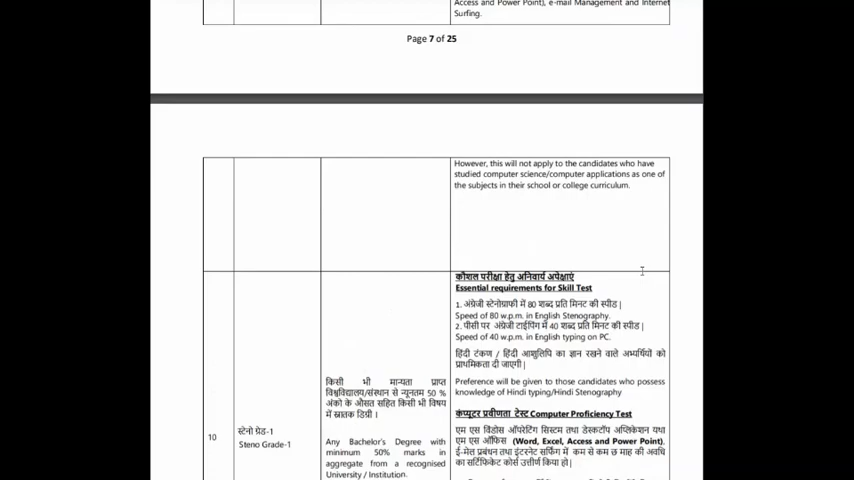 Access and Power Point), e-mail Management and Internet
Surfing.
Page 7 of 25
However, this will not apply to the candidates who have
studied computer science/computer applications as one of
the subjects in their school or college curriculum.
10
स्टेनो ग्रेड-1
Steno Grade-1
किसी भी मान्यता प्राप्त
विश्वविद्यालय/संस्थान से न्यूनतम 50 %
अंको के औसत सहित किसी भी विषय
में स्नातक डिग्री ।
Any Bachelor's Degree with
minimum 50% marks in
aggregate from a recognised
University / Institution.
कौशल परीक्षा हेतु अनिवार्य अपेक्षाएं
Essential requirements for Skill Test
1. अंग्रेजी स्टेनोग्राफी में 80 शब्द प्रति मिनट की स्पीड |
Speed of 80 w.p.m. in English Stenography.
2. पीसी पर अंग्रेजी टाईपिंग में 40 शब्द प्रति मिनट की स्पीड |
Speed of 40 w.p.m. in English typing on PC.
हिंदी टंकण / हिंदी आशुलिपि का ज्ञान रखने वाले अभ्यर्थियों को
प्राथमिकता दी जाएगी |
Preference will be given to those candidates who possess
knowledge of Hindi typing/Hindi Stenography
कंप्यूटर प्रवीणता टेस्ट Computer Proficiency Test
एम एस विंडोस ऑपरेटिंग सिस्टम तथा डेस्कटॉप अप्लिकेशन यथा
एम एस ऑफिस (Word, Excel, Access and Power Point),
ई-मेल प्रबंधन तथा इंटरनेट सर्फिंग में कम से कम छ माह की अवधि
का सर्टिफिकेट कोर्स उत्तीर्ण किया हो |